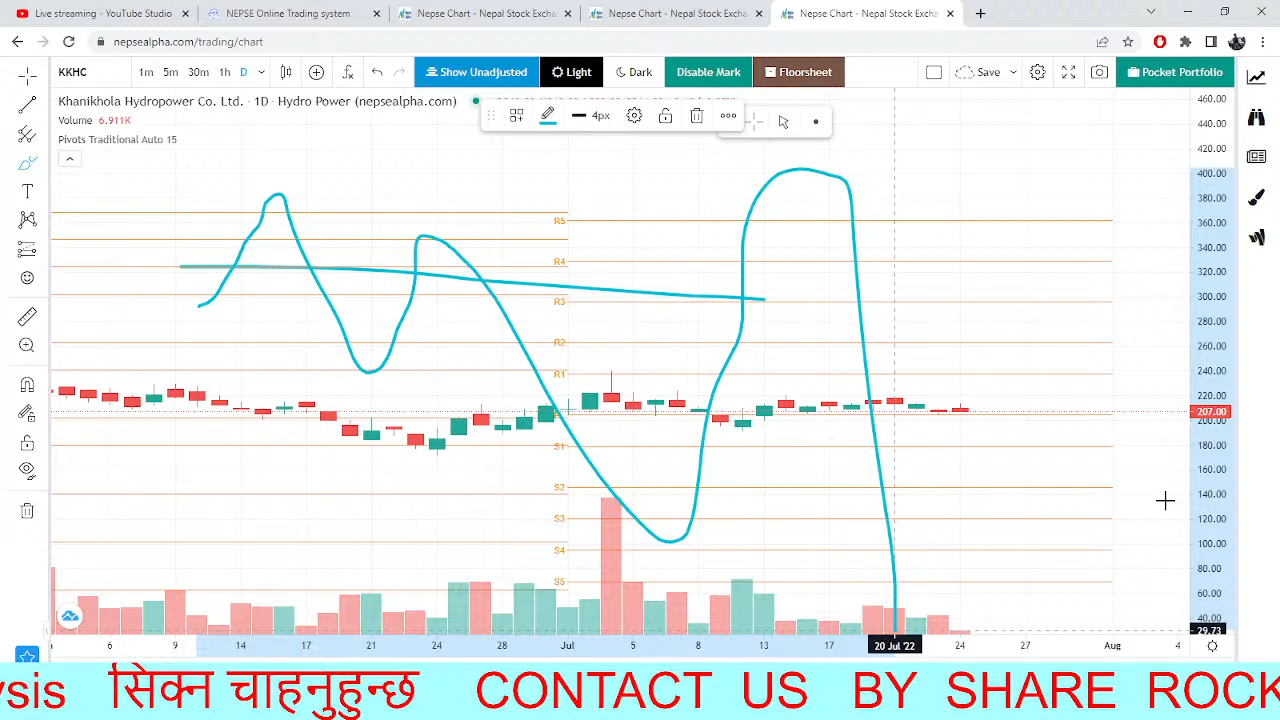 Live streaming - YouTube Studio
NEPSE Online Trading system
Nepse Chart - Nepal Stock Excha
Nepse Chart - Nepal Stock Excha
Nepse Chart - Nepal Stock Excha
nepsealpha.com/trading/chart
KKHC
1m 5m 30m 1h D
Show Unadjusted
Light
Dark
Disable Mark
Floorsheet
Save
Pocket Portfolio
Khanikhola Hydropower Co. Ltd. · 1D · Hydro Power (nepsealpha.com)
4px
Volume 6.911K
Pivots Traditional Auto 15
R5
R4
R3
R2
R1
S1
S2
S3
S4
S5
460.00
440.00
420.00
400.00
380.00
360.00
340.00
320.00
300.00
280.00
260.00
240.00
220.00
207.00
200.00
180.00
160.00
140.00
120.00
100.00
80.00
60.00
40.00
29.73
6 9 14 17 21 24 28 Jul 5 8 13 17 20 Jul '22 24 27 Aug 4
ysis सिक्न चाहनुहुन्छ CONTACT US BY SHARE ROCK